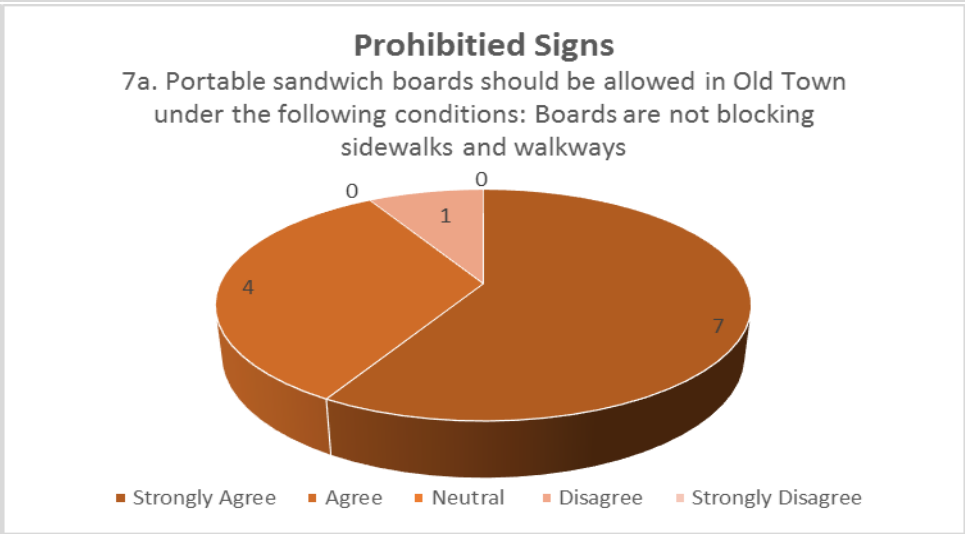 Prohibitied Signs
7a. Portable sandwich boards should be allowed in Old Town
under the following conditions: Boards are not blocking
sidewalks and walkways
0
0
1
4
7
Strongly Agree
Agree
Neutral
Disagree
Strongly Disagree